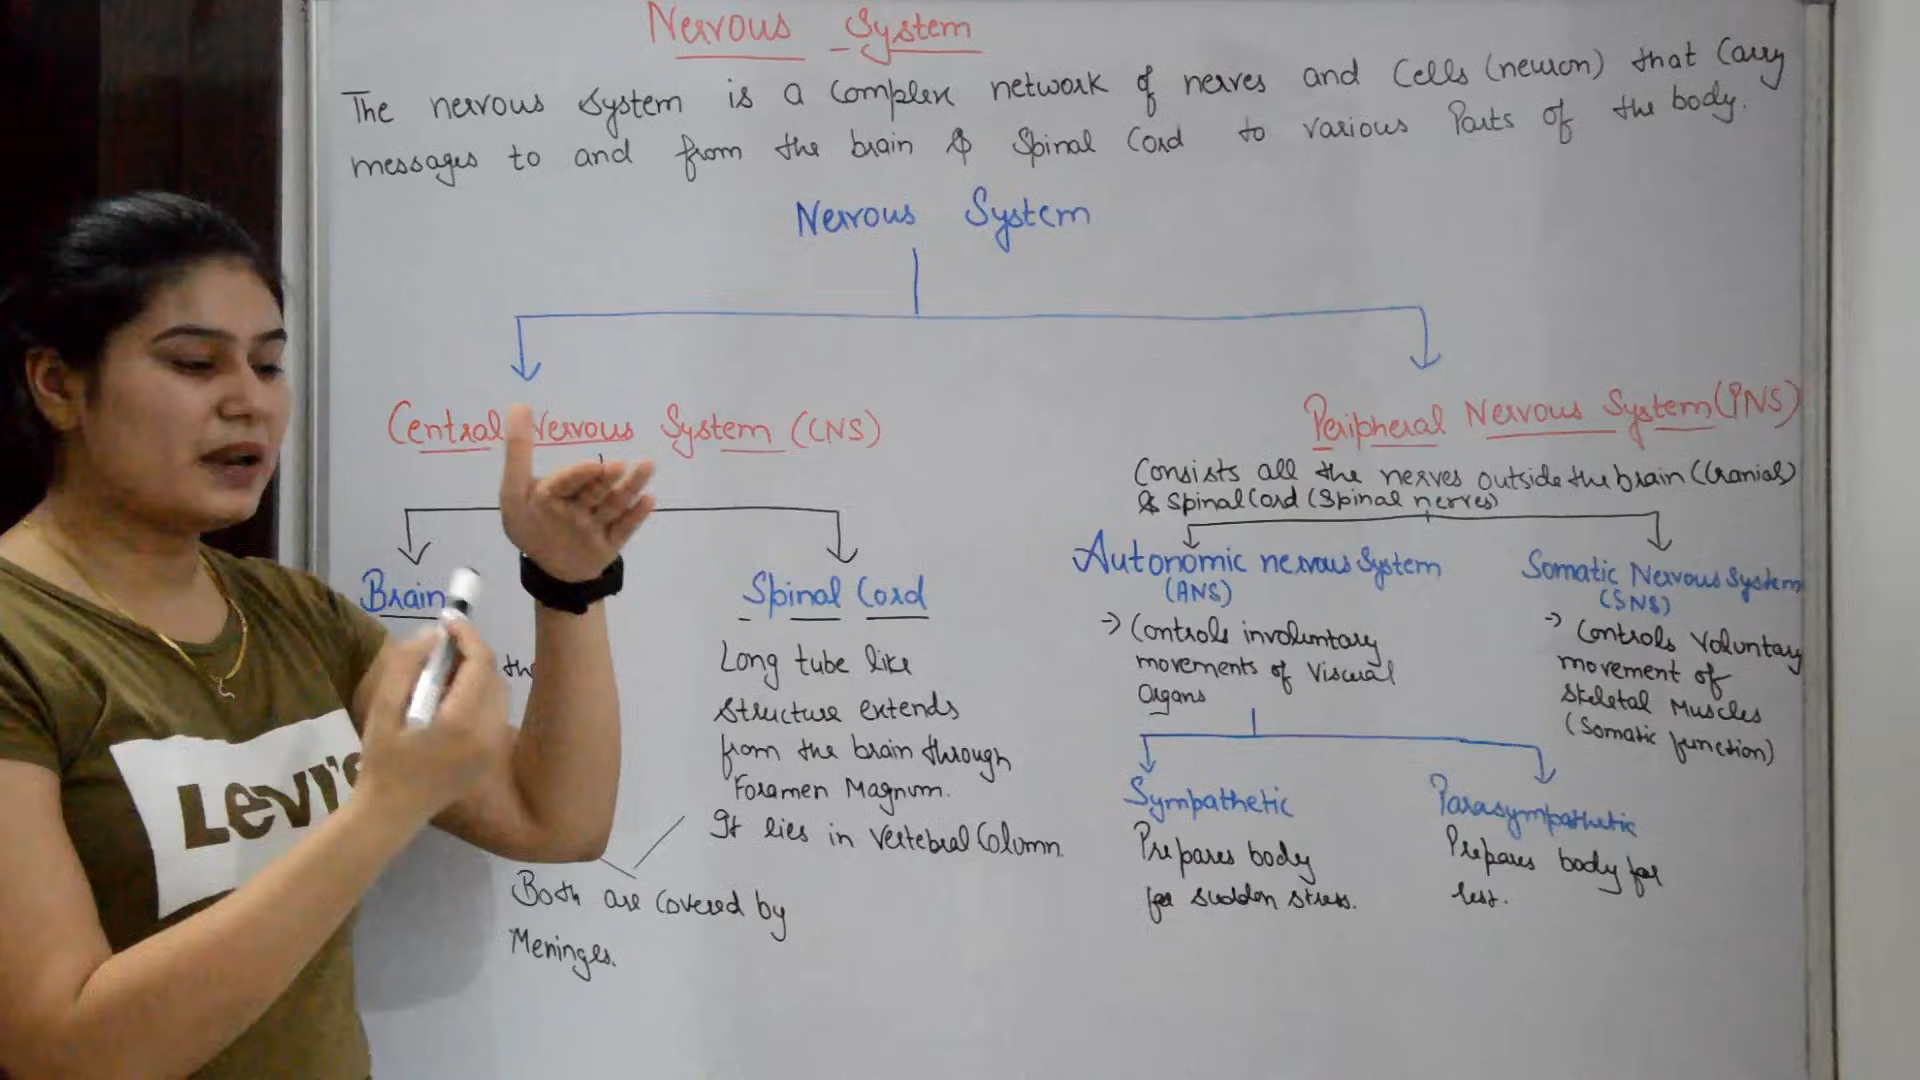 Nervous System
The nervous System is a Complex network of nerves and Cells (neuron) that Carry
messages to and from the brain & Spinal Cord to various Parts of the body.
Nervous System
Central Nervous System (CNS)
Peripheral Nervous System (PNS)
Consists all the nerves outside the brain (Cranial)
& Spinal Cord (Spinal nerves)
Brain
the
Spinal Cord
Long tube like
Structure extends
from the brain through
Foramen Magnum.
It lies in Vertebral Column
Both are covered by
Meninges.
Autonomic nervous System
(ANS)
→ Controls involuntary
movements of Visceral
Organs
Somatic Nervous System
(SNS)
→ Controls Voluntary
movement of
Skeletal Muscles
(Somatic function)
Sympathetic
Prepares body
for sudden stress.
Parasympathetic
Prepares body for
rest.
Levi's